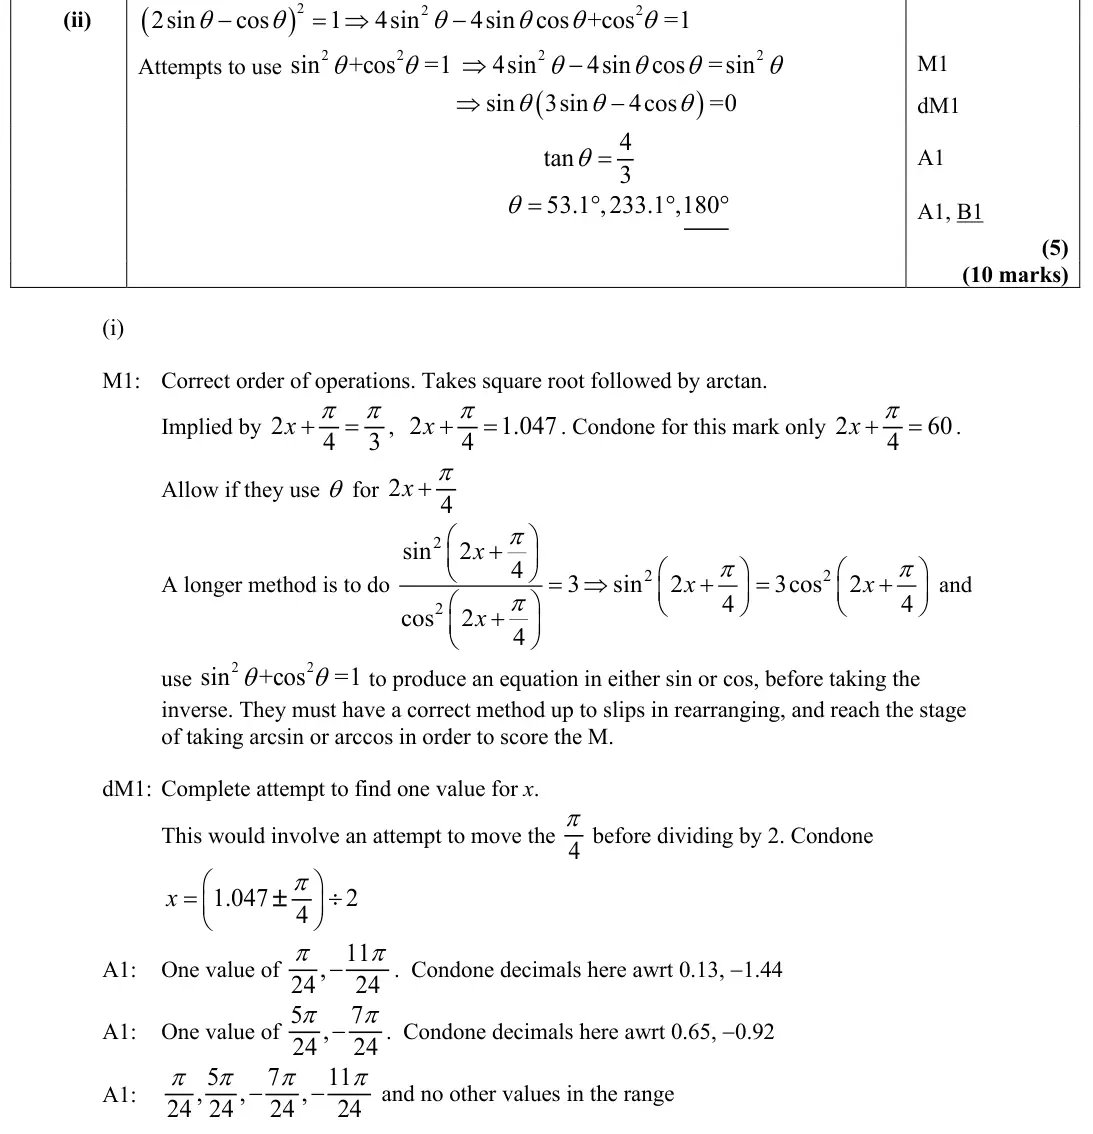 (ii) (2 sin θ − cos θ)² = 1 ⇒ 4 sin² θ − 4 sin θ cos θ + cos² θ = 1
Attempts to use sin² θ + cos² θ = 1 ⇒ 4 sin² θ − 4 sin θ cos θ = sin² θ M1
⇒ sin θ (3 sin θ − 4 cos θ) = 0 dM1
tan θ = 4/3 A1
θ = 53.1°, 233.1°, 180° A1, B1
(5)
(10 marks)
(i)
M1: Correct order of operations. Takes square root followed by arctan.
Implied by 2x + π/4 = π/3, 2x + π/4 = 1.047. Condone for this mark only 2x + π/4 = 60.
Allow if they use θ for 2x + π/4
A longer method is to do sin²(2x + π/4) / cos²(2x + π/4) = 3 ⇒ sin²(2x + π/4) = 3 cos²(2x + π/4) and
use sin² θ + cos² θ = 1 to produce an equation in either sin or cos, before taking the
inverse. They must have a correct method up to slips in rearranging, and reach the stage
of taking arcsin or arccos in order to score the M.
dM1: Complete attempt to find one value for x.
This would involve an attempt to move the π/4 before dividing by 2. Condone
x = (1.047 ± π/4) ÷ 2
A1: One value of π/24, −11π/24. Condone decimals here awrt 0.13, −1.44
A1: One value of 5π/24, −7π/24. Condone decimals here awrt 0.65, −0.92
A1: π/24, 5π/24, −7π/24, −11π/24 and no other values in the range